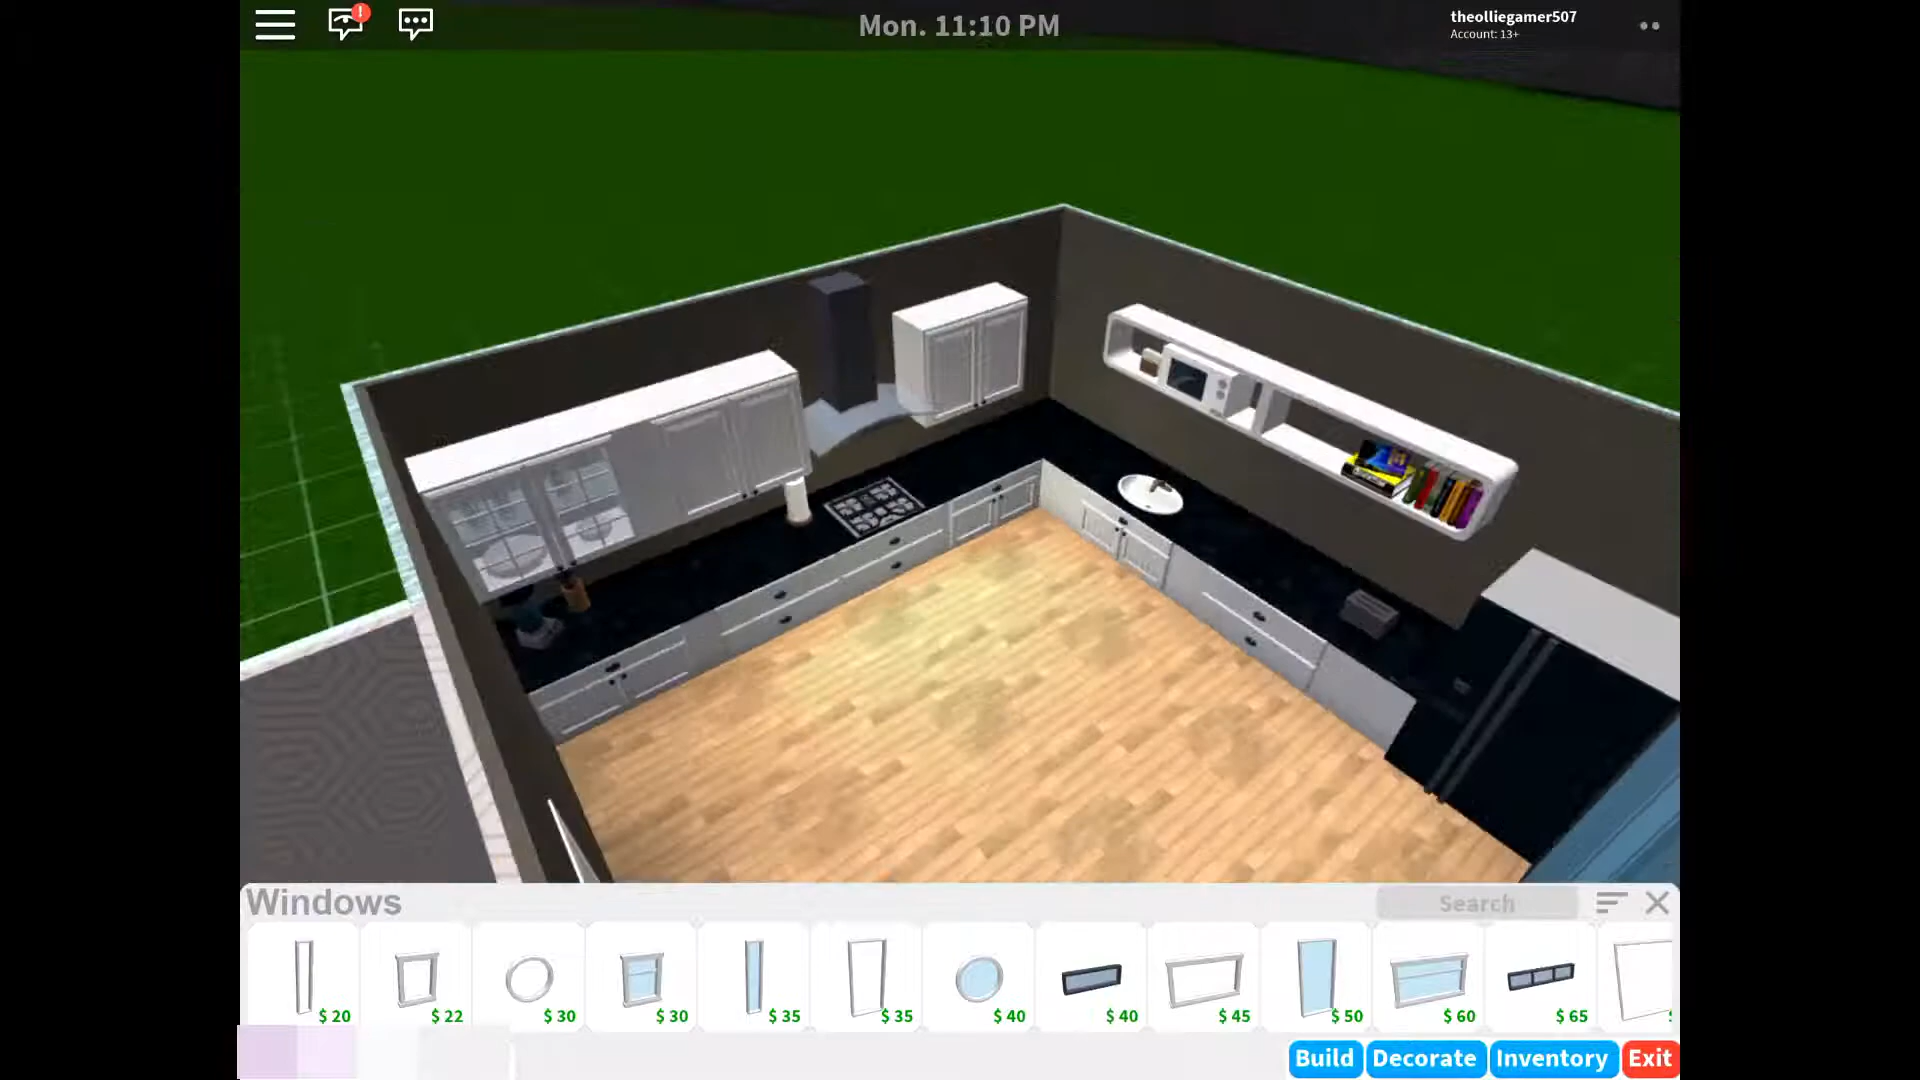 Mon. 11:10 PM
theolliegamer507
Account: 13+
Windows
Search
$ 20
$ 22
$ 30
$ 30
$ 35
$ 35
$ 40
$ 40
$ 45
$ 50
$ 60
$ 65
Build
Decorate
Inventory
Exit